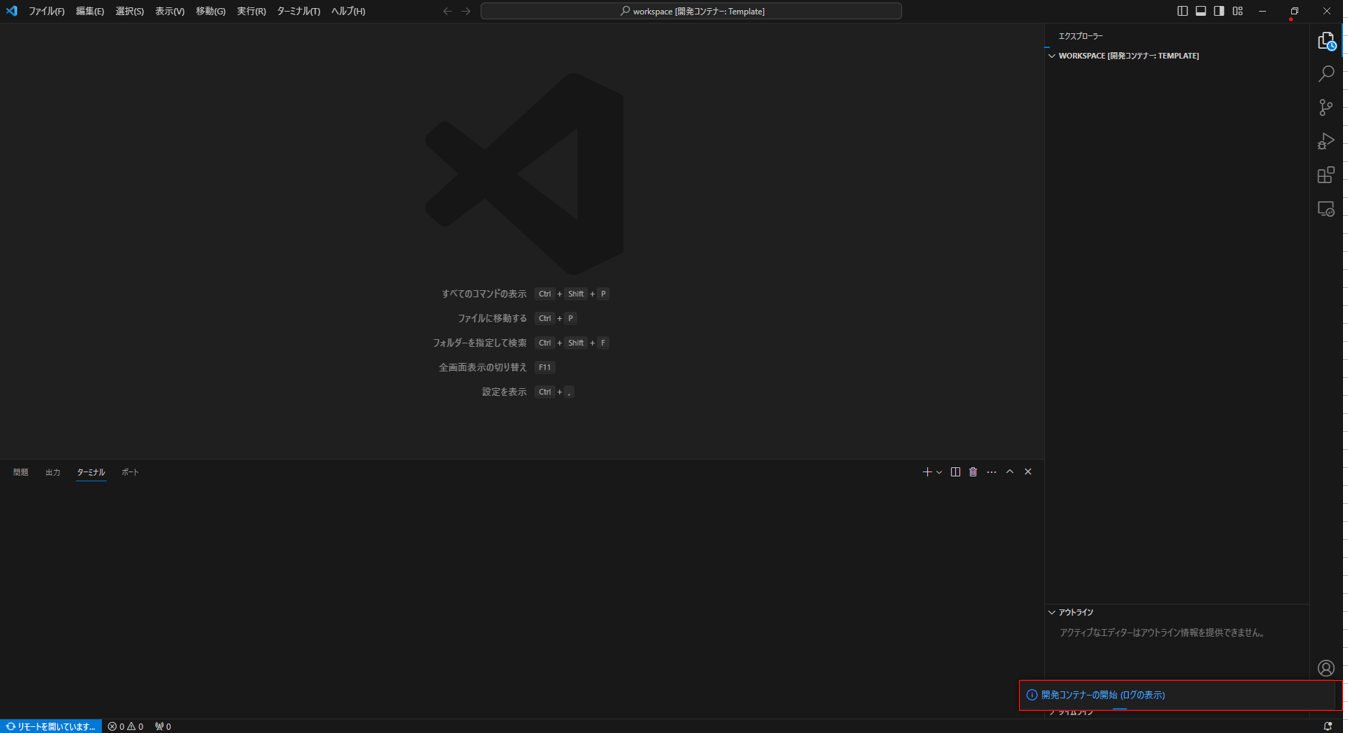 ファイル(F) 編集(E) 選択(S) 表示(V) 移動(G) 実行(R) ターミナル(T) ヘルプ(H)
workspace [開発コンテナー: Template]
エクスプローラー
WORKSPACE [開発コンテナー: TEMPLATE]
すべてのコマンドの表示 Ctrl + Shift + P
ファイルに移動する Ctrl + P
フォルダーを指定して検索 Ctrl + Shift + F
全画面表示の切り替え F11
設定を表示 Ctrl + ,
問題 出力 ターミナル ポート
アウトライン
アクティブなエディターはアウトライン情報を提供できません。
開発コンテナーの開始 (ログの表示)
タイムライン
リモートを開いています... 0 0 0